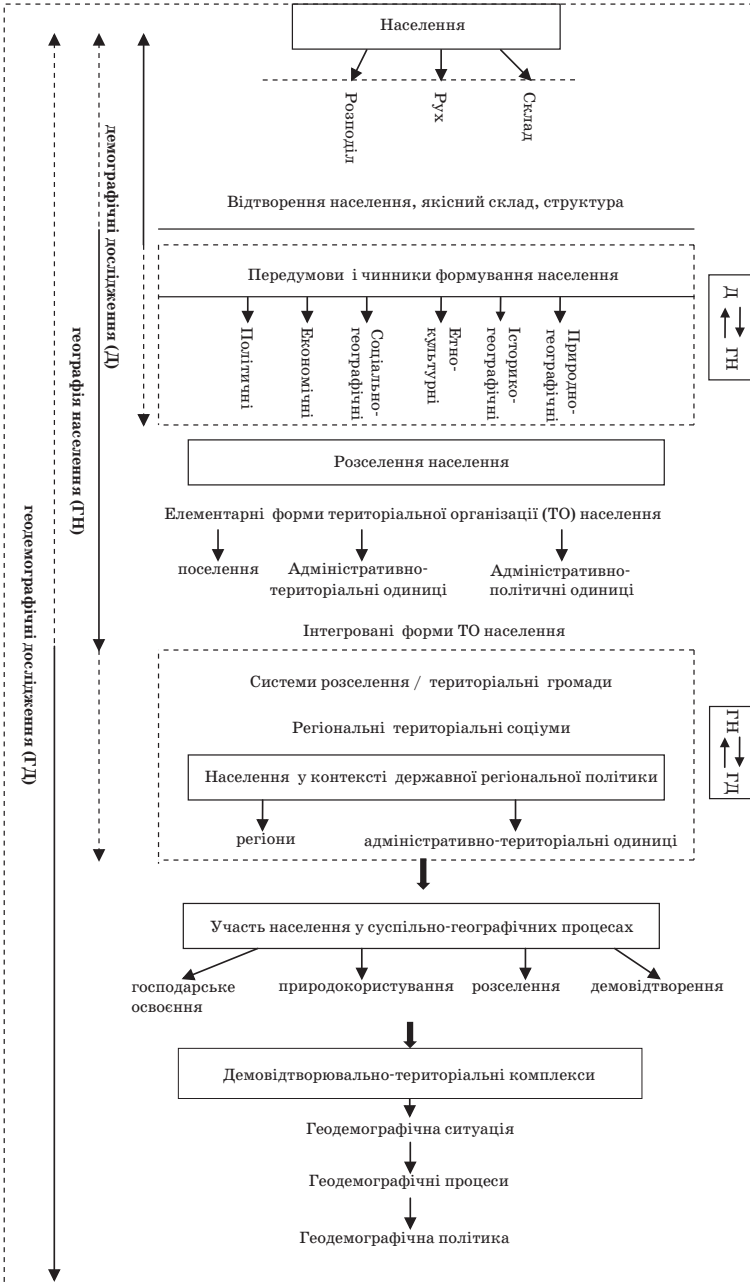 Населення
Розподіл
Рух
Склад
Відтворення населення, якісний склад, структура
Передумови і чинники формування населення
Політичні
Економічні
Соціально-
географічні
Етно-
культурні
Історико-
географічні
Природно-
географічні
Д
ГН
Розселення населення
Елементарні форми територіальної організації (ТО) населення
поселення
Адміністративно-
територіальні одиниці
Адміністративно-
політичні одиниці
Інтегровані форми ТО населення
Системи розселення / територіальні громади
Регіональні територіальні соціуми
Населення у контексті державної регіональної політики
регіони
адміністративно-територіальні одиниці
ГН
ГД
Участь населення у суспільно-географічних процесах
господарське
освоєння
природокористування
розселення
демовідтворення
Демовідтворювально-територіальні комплекси
Геодемографічна ситуація
Геодемографічні процеси
Геодемографічна політика
демографічні дослідження (Д)
географія населення (ГН)
геодемографічні дослідження (ГД)